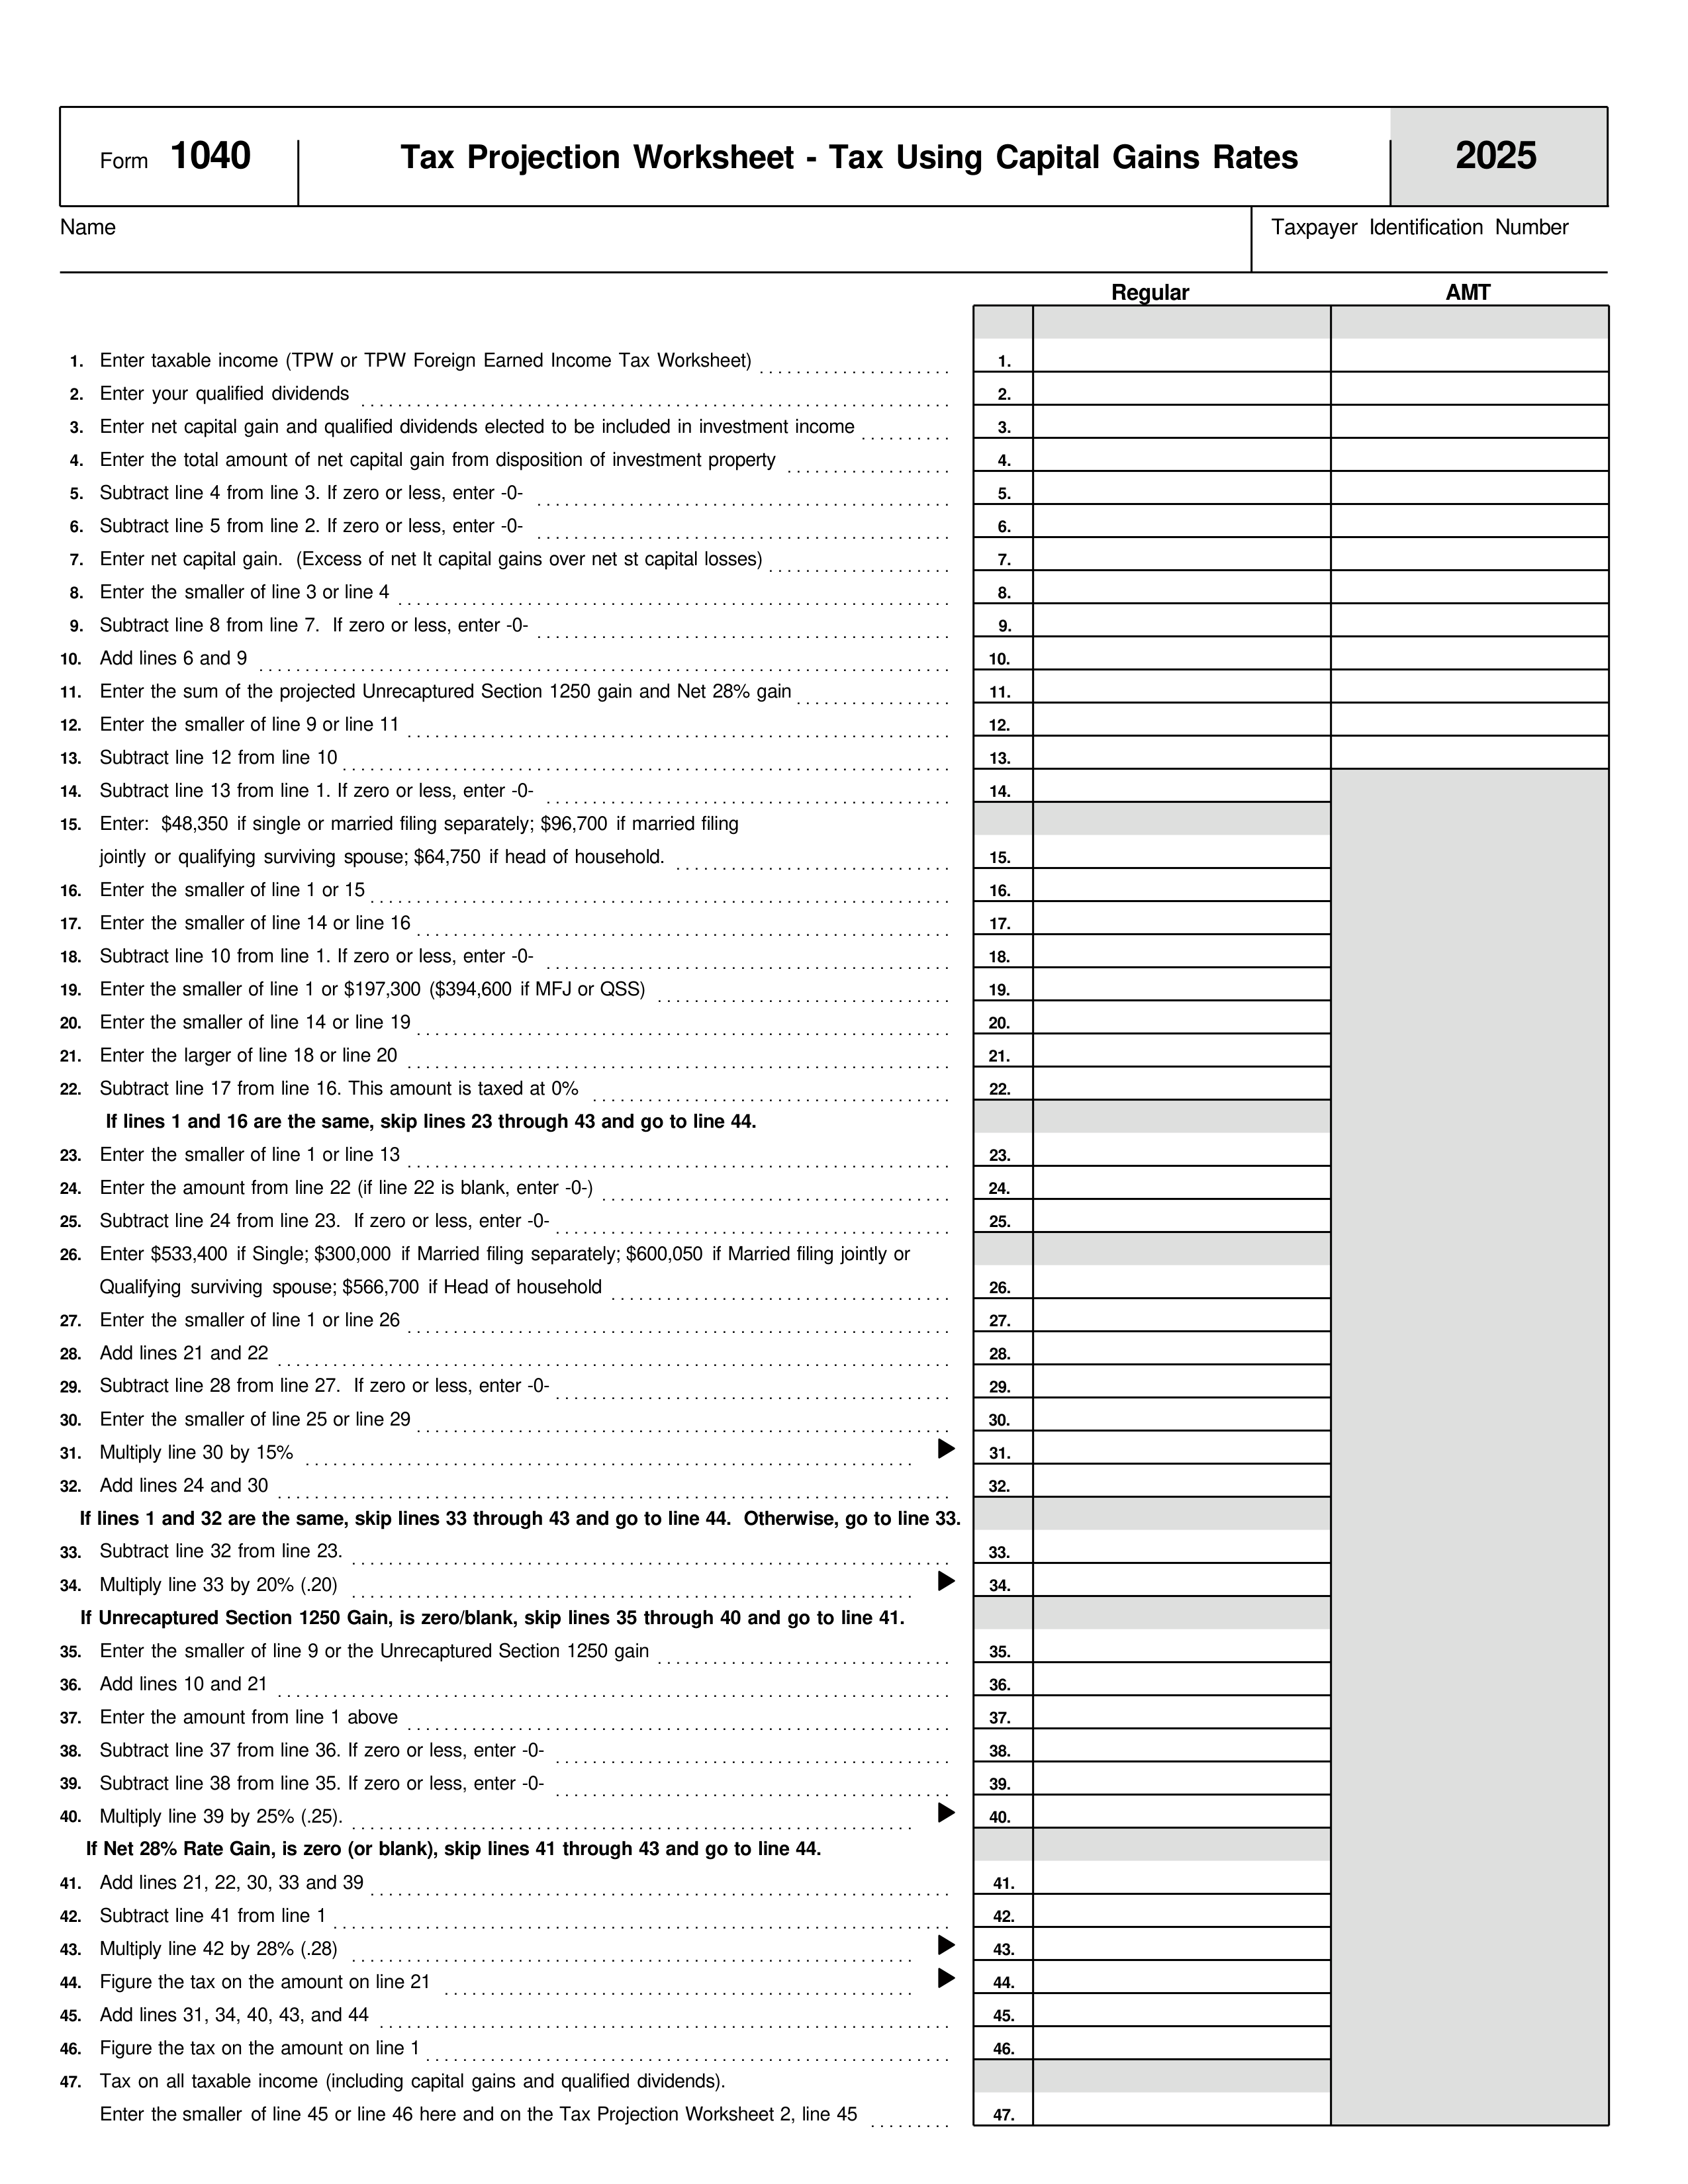 Form 1040 Tax Projection Worksheet - Tax Using Capital Gains Rates 2025
Name Taxpayer Identification Number
Regular AMT
1. Enter taxable income (TPW or TPW Foreign Earned Income Tax Worksheet) 1.
2. Enter your qualified dividends 2.
3. Enter net capital gain and qualified dividends elected to be included in investment income 3.
4. Enter the total amount of net capital gain from disposition of investment property 4.
5. Subtract line 4 from line 3. If zero or less, enter -0- 5.
6. Subtract line 5 from line 2. If zero or less, enter -0- 6.
7. Enter net capital gain. (Excess of net lt capital gains over net st capital losses) 7.
8. Enter the smaller of line 3 or line 4 8.
9. Subtract line 8 from line 7. If zero or less, enter -0- 9.
10. Add lines 6 and 9 10.
11. Enter the sum of the projected Unrecaptured Section 1250 gain and Net 28% gain 11.
12. Enter the smaller of line 9 or line 11 12.
13. Subtract line 12 from line 10 13.
14. Subtract line 13 from line 1. If zero or less, enter -0- 14.
15. Enter: $48,350 if single or married filing separately; $96,700 if married filing
jointly or qualifying surviving spouse; $64,750 if head of household. 15.
16. Enter the smaller of line 1 or 15 16.
17. Enter the smaller of line 14 or line 16 17.
18. Subtract line 10 from line 1. If zero or less, enter -0- 18.
19. Enter the smaller of line 1 or $197,300 ($394,600 if MFJ or QSS) 19.
20. Enter the smaller of line 14 or line 19 20.
21. Enter the larger of line 18 or line 20 21.
22. Subtract line 17 from line 16. This amount is taxed at 0% 22.
If lines 1 and 16 are the same, skip lines 23 through 43 and go to line 44.
23. Enter the smaller of line 1 or line 13 23.
24. Enter the amount from line 22 (if line 22 is blank, enter -0-) 24.
25. Subtract line 24 from line 23. If zero or less, enter -0- 25.
26. Enter $533,400 if Single; $300,000 if Married filing separately; $600,050 if Married filing jointly or
Qualifying surviving spouse; $566,700 if Head of household 26.
27. Enter the smaller of line 1 or line 26 27.
28. Add lines 21 and 22 28.
29. Subtract line 28 from line 27. If zero or less, enter -0- 29.
30. Enter the smaller of line 25 or line 29 30.
31. Multiply line 30 by 15% 31.
32. Add lines 24 and 30 32.
If lines 1 and 32 are the same, skip lines 33 through 43 and go to line 44. Otherwise, go to line 33.
33. Subtract line 32 from line 23. 33.
34. Multiply line 33 by 20% (.20) 34.
If Unrecaptured Section 1250 Gain, is zero/blank, skip lines 35 through 40 and go to line 41.
35. Enter the smaller of line 9 or the Unrecaptured Section 1250 gain 35.
36. Add lines 10 and 21 36.
37. Enter the amount from line 1 above 37.
38. Subtract line 37 from line 36. If zero or less, enter -0- 38.
39. Subtract line 38 from line 35. If zero or less, enter -0- 39.
40. Multiply line 39 by 25% (.25). 40.
If Net 28% Rate Gain, is zero (or blank), skip lines 41 through 43 and go to line 44.
41. Add lines 21, 22, 30, 33 and 39 41.
42. Subtract line 41 from line 1 42.
43. Multiply line 42 by 28% (.28) 43.
44. Figure the tax on the amount on line 21 44.
45. Add lines 31, 34, 40, 43, and 44 45.
46. Figure the tax on the amount on line 1 46.
47. Tax on all taxable income (including capital gains and qualified dividends).
Enter the smaller of line 45 or line 46 here and on the Tax Projection Worksheet 2, line 45 47.